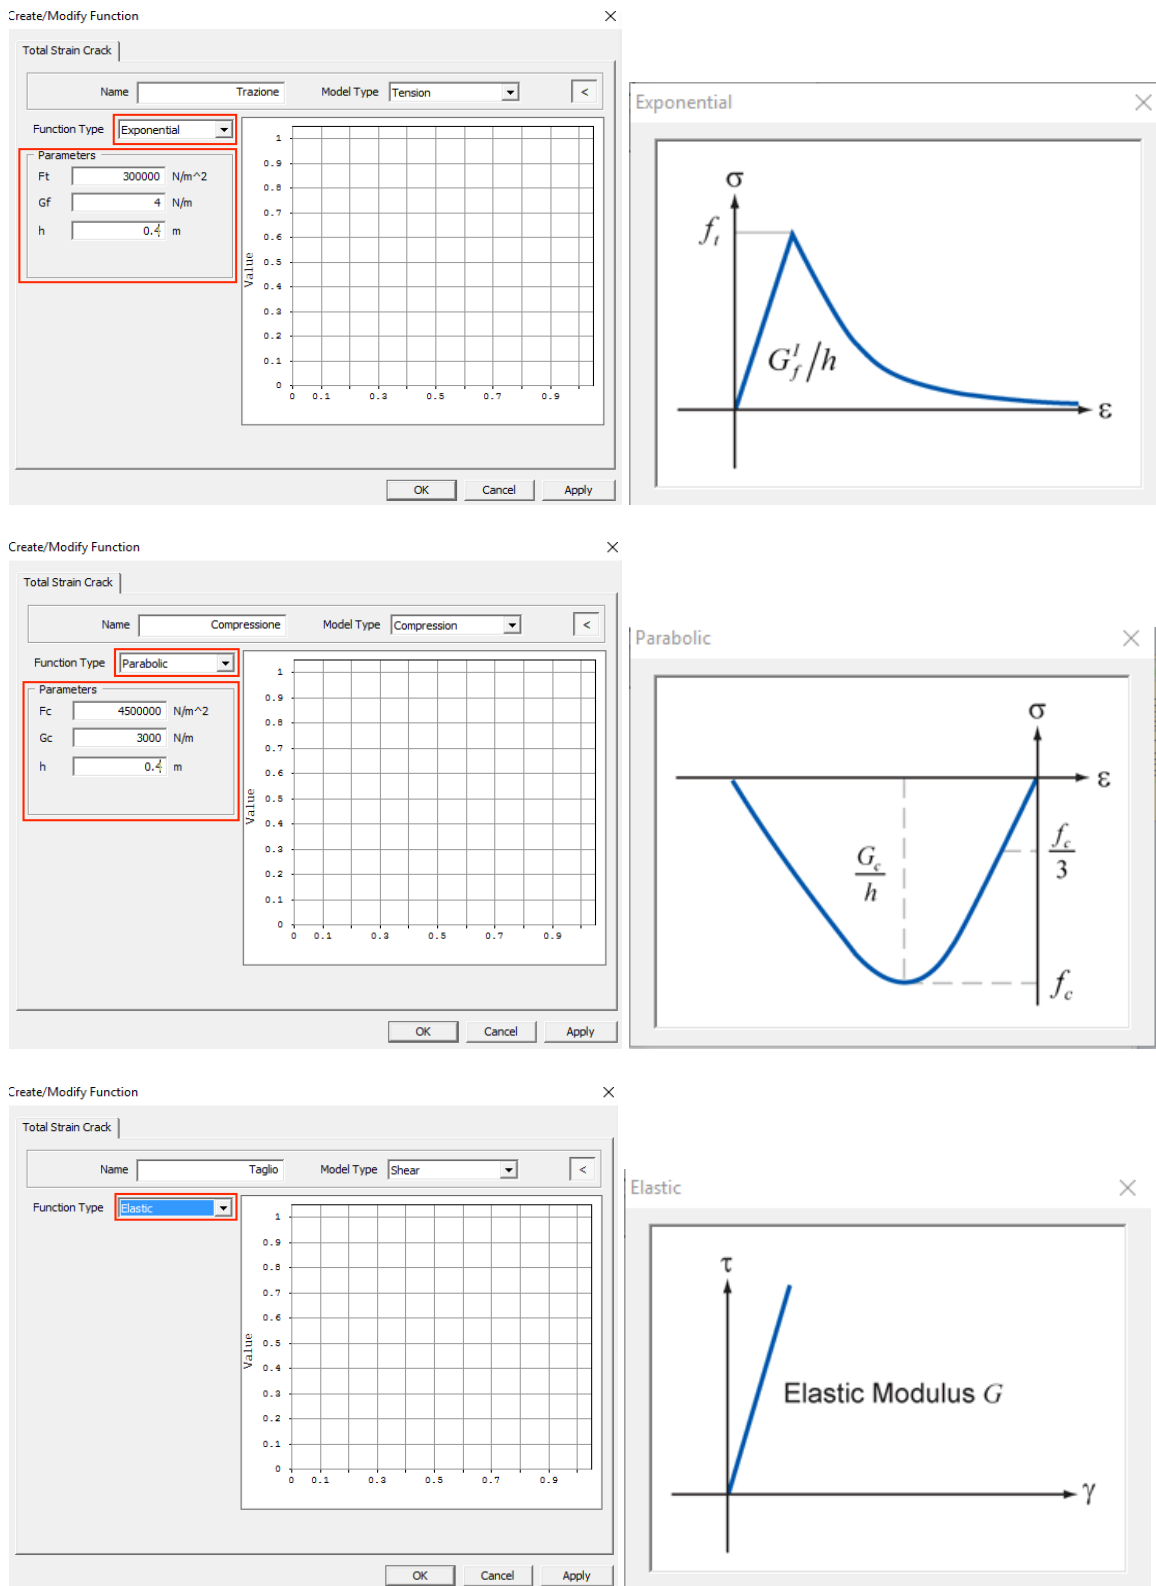 Create/Modify Function
Total Strain Crack
Name Trazione Model Type Tension <
Function Type Exponential
Parameters
Ft 300000 N/m^2
Gf 4 N/m
h 0.4 m
Value
1
0.9
0.8
0.7
0.6
0.5
0.4
0.3
0.2
0.1
0
0 0.1 0.3 0.5 0.7 0.9
OK Cancel Apply
Exponential
σ
f_t
G_f^I/h
ε
Create/Modify Function
Total Strain Crack
Name Compressione Model Type Compression <
Function Type Parabolic
Parameters
Fc 4500000 N/m^2
Gc 3000 N/m
h 0.4 m
Value
1
0.9
0.8
0.7
0.6
0.5
0.4
0.3
0.2
0.1
0
0 0.1 0.3 0.5 0.7 0.9
OK Cancel Apply
Parabolic
σ
ε
G_c/h
f_c/3
f_c
Create/Modify Function
Total Strain Crack
Name Taglio Model Type Shear <
Function Type Elastic
Value
1
0.9
0.8
0.7
0.6
0.5
0.4
0.3
0.2
0.1
0
0 0.1 0.3 0.5 0.7 0.9
OK Cancel Apply
Elastic
τ
Elastic Modulus G
γ